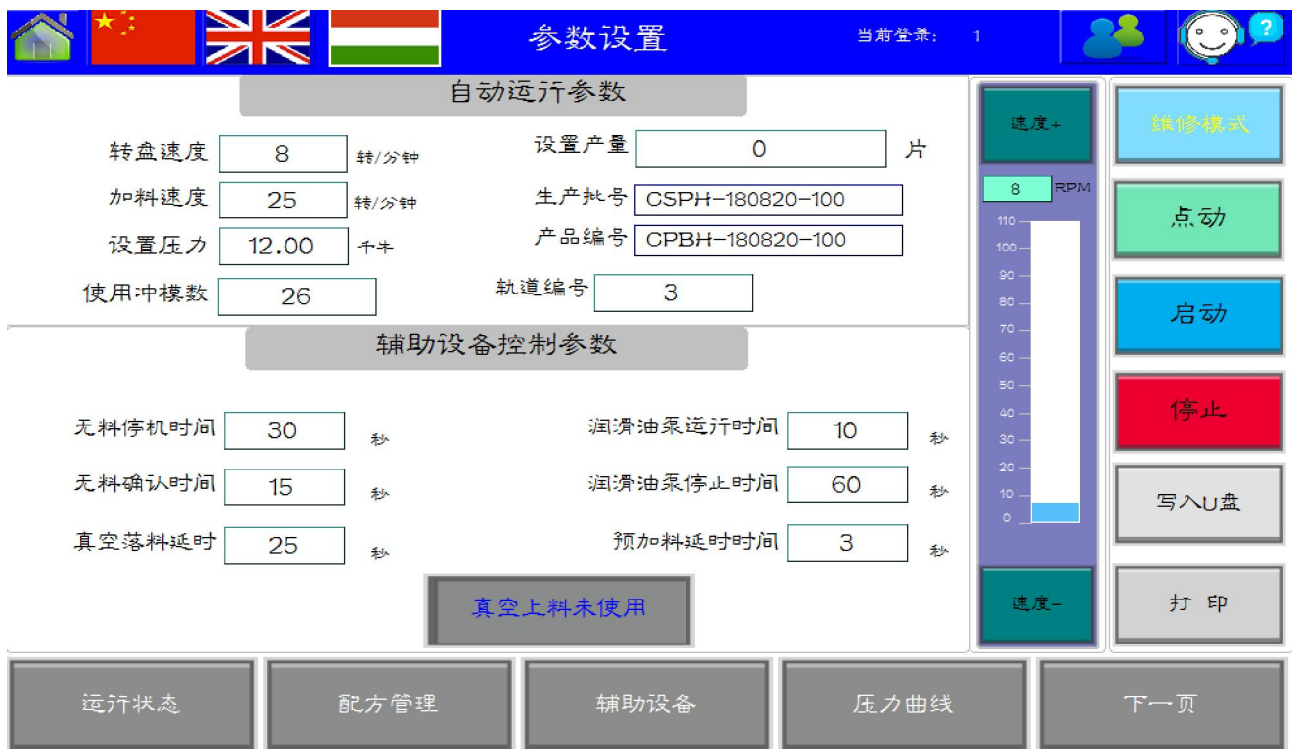 参数设置 当前登录: 1 ?
自动运行参数
转盘速度 8 转/分钟 设置产量 0 片
加料速度 25 转/分钟 生产批号 CSPH-180820-100
设置压力 12.00 千牛 产品编号 CPBH-180820-100
使用冲模数 26 轨道编号 3
辅助设备控制参数
无料停机时间 30 秒 润滑油泵运行时间 10 秒
无料确认时间 15 秒 润滑油泵停止时间 60 秒
真空落料延时 25 秒 预加料延时时间 3 秒
真空上料未使用
速度+
8 RPM
110
100
90
80
70
60
50
40
30
20
10
0
速度-
维修模式
点动
启动
停止
写入U盘
打 印
运行状态 配方管理 辅助设备 压力曲线 下一页